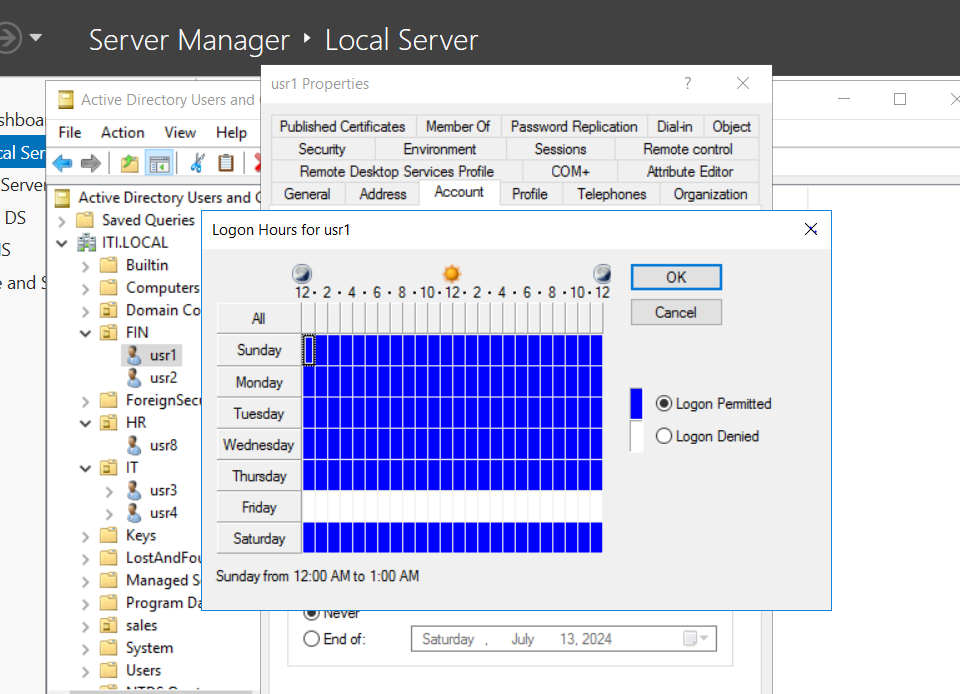 Server Manager ‣ Local Server
usr1 Properties
?
Active Directory Users and
File Action View Help
Published Certificates Member Of Password Replication Dial-in Object
Security Environment Sessions Remote control
Remote Desktop Services Profile COM+ Attribute Editor
General Address Account Profile Telephones Organization
Server
DS
e and S
Active Directory Users and
Saved Queries
ITI.LOCAL
Builtin
Computers
Domain Co
FIN
usr1
usr2
ForeignSecu
HR
usr8
IT
usr3
usr4
Keys
LostAndFou
Managed S
Program Da
sales
System
Users
Logon Hours for usr1
12 · 2 · 4 · 6 · 8 · 10 · 12 · 2 · 4 · 6 · 8 · 10 · 12
All
Sunday
Monday
Tuesday
Wednesday
Thursday
Friday
Saturday
Sunday from 12:00 AM to 1:00 AM
OK
Cancel
Logon Permitted
Logon Denied
Never
End of: Saturday , July 13, 2024